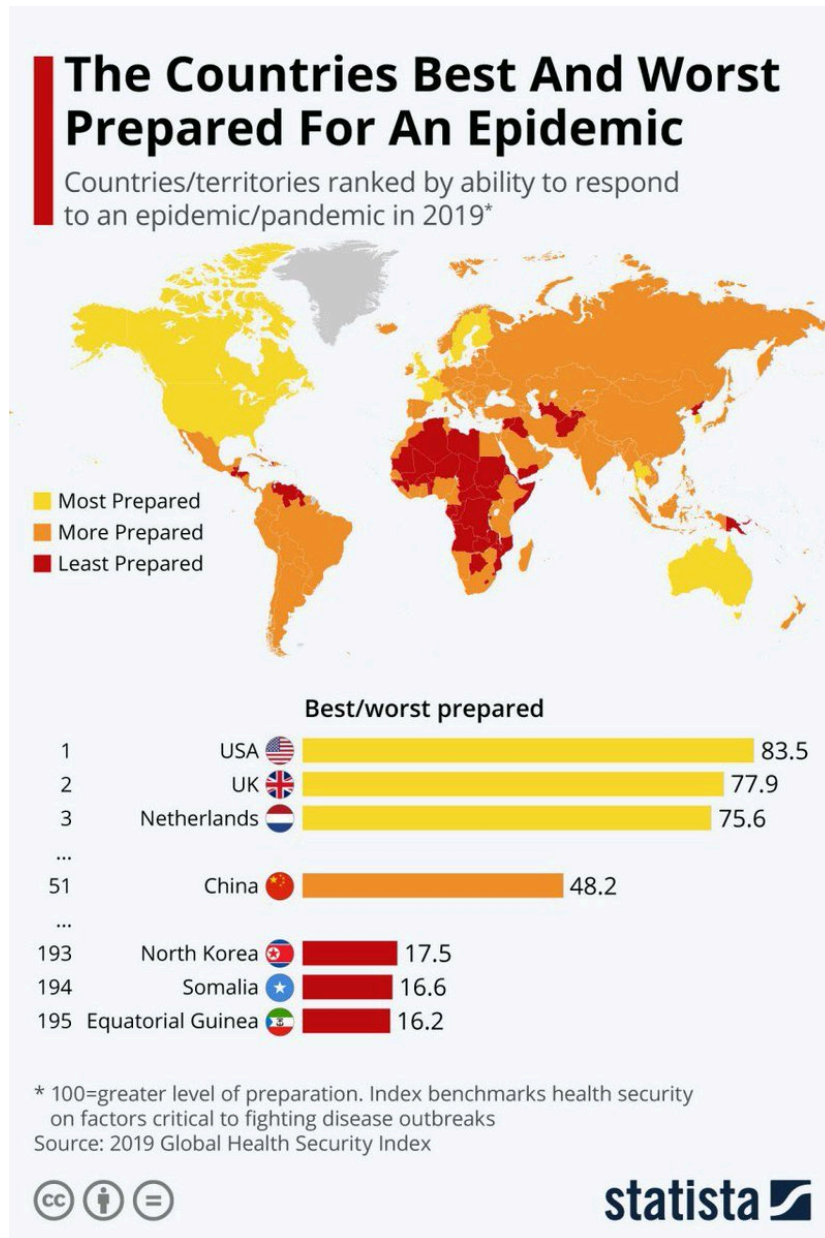 The Countries Best And Worst
Prepared For An Epidemic
Countries/territories ranked by ability to respond
to an epidemic/pandemic in 2019*
Most Prepared
More Prepared
Least Prepared
Best/worst prepared
1 USA 83.5
2 UK 77.9
3 Netherlands 75.6
...
51 China 48.2
...
193 North Korea 17.5
194 Somalia 16.6
195 Equatorial Guinea 16.2
* 100=greater level of preparation. Index benchmarks health security
on factors critical to fighting disease outbreaks
Source: 2019 Global Health Security Index
cc
statista